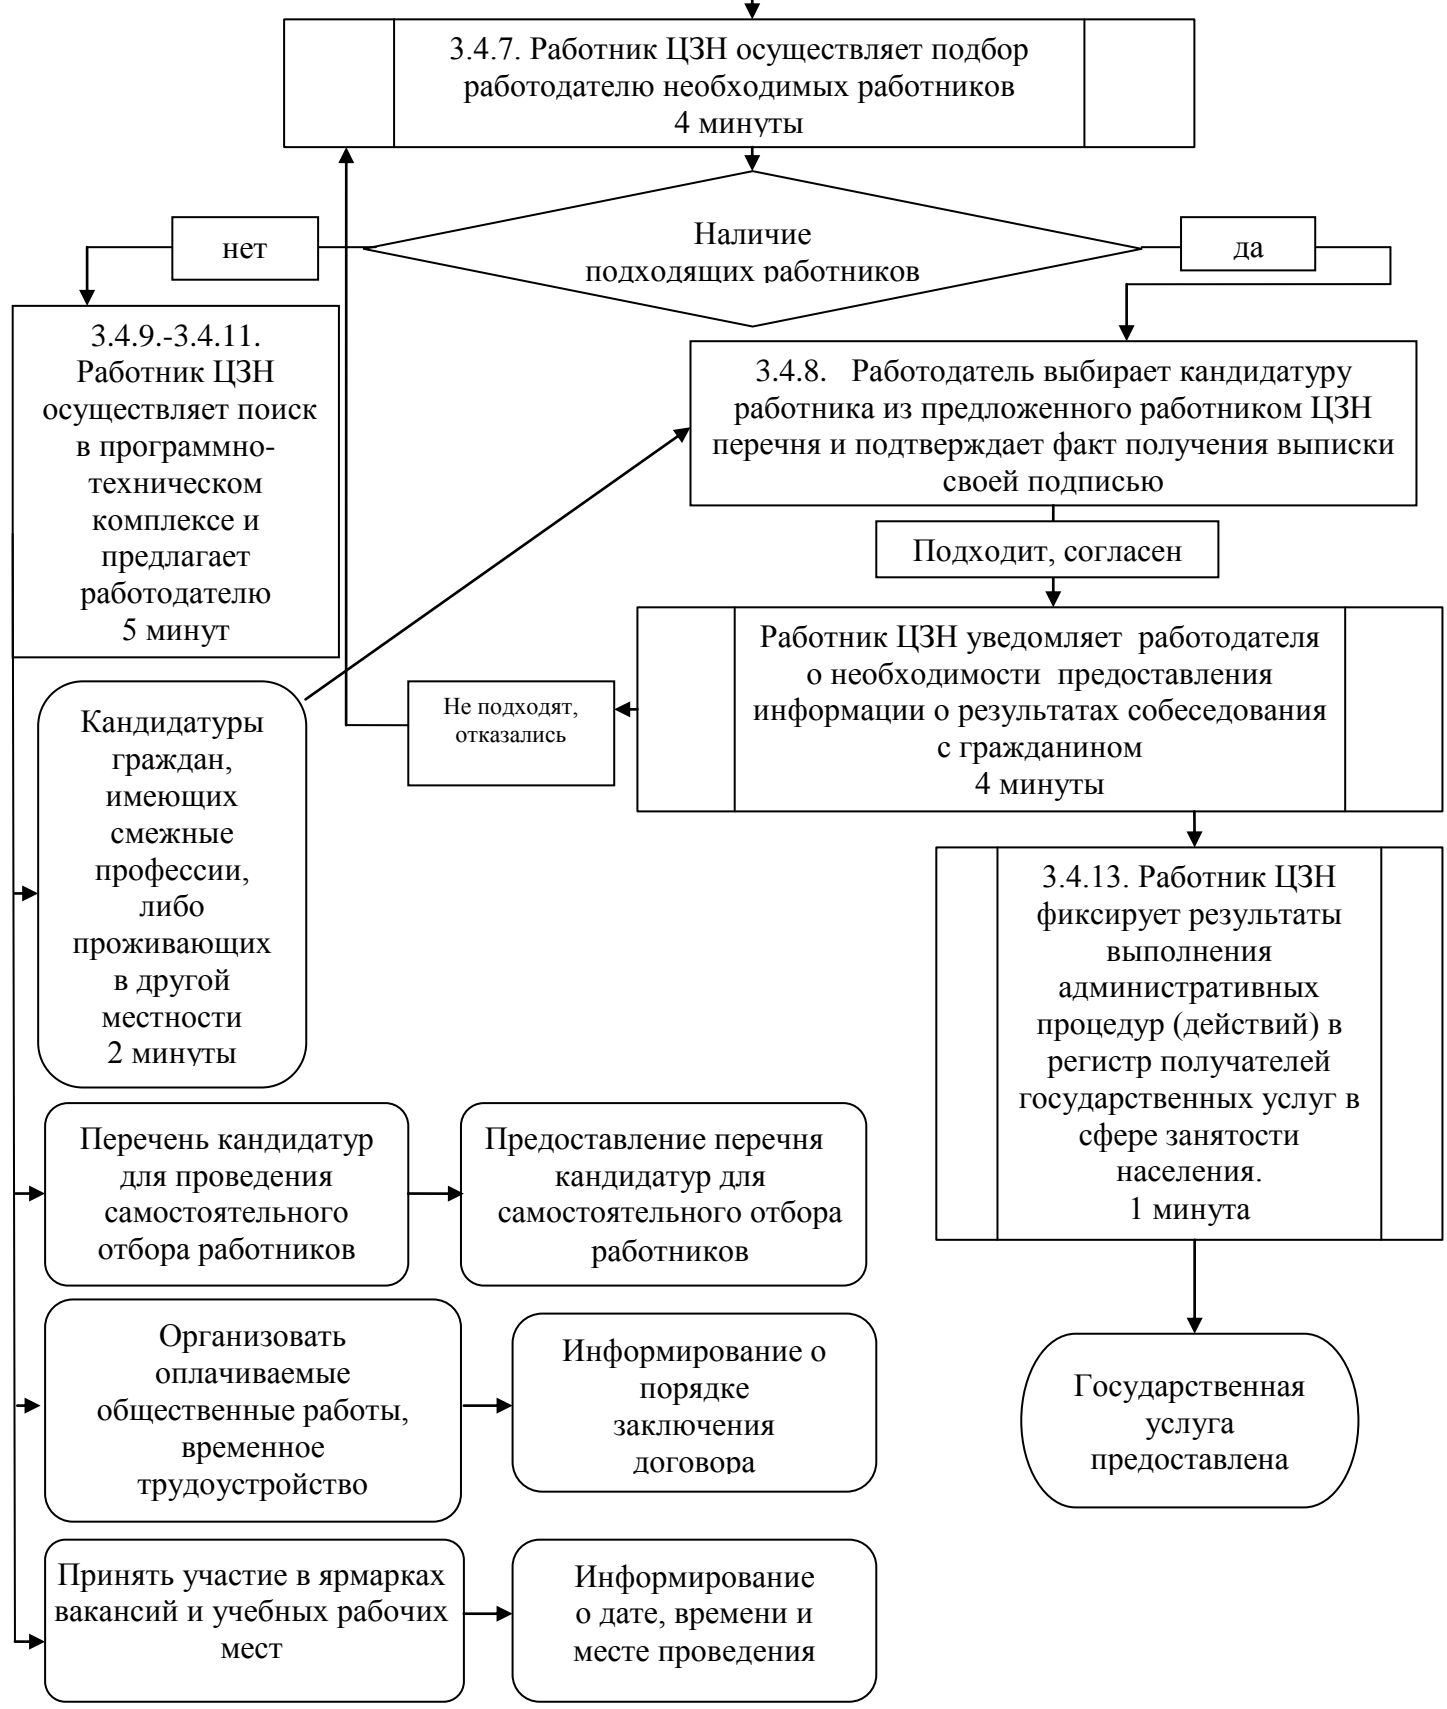 3.4.7. Работник ЦЗН осуществляет подбор
работодателю необходимых работников
4 минуты
Наличие
подходящих работников
нет
да
3.4.9.-3.4.11.
Работник ЦЗН
осуществляет поиск
в программно-
техническом
комплексе и
предлагает
работодателю
5 минут
3.4.8. Работодатель выбирает кандидатуру
работника из предложенного работником ЦЗН
перечня и подтверждает факт получения выписки
своей подписью
Подходит, согласен
Работник ЦЗН уведомляет работодателя
о необходимости предоставления
информации о результатах собеседования
с гражданином
4 минуты
Не подходят,
отказались
Кандидатуры
граждан,
имеющих
смежные
профессии,
либо
проживающих
в другой
местности
2 минуты
3.4.13. Работник ЦЗН
фиксирует результаты
выполнения
административных
процедур (действий) в
регистр получателей
государственных услуг в
сфере занятости
населения.
1 минута
Перечень кандидатур
для проведения
самостоятельного
отбора работников
Предоставление перечня
кандидатур для
самостоятельного отбора
работников
Организовать
оплачиваемые
общественные работы,
временное
трудоустройство
Информирование о
порядке
заключения
договора
Государственная
услуга
предоставлена
Принять участие в ярмарках
вакансий и учебных рабочих
мест
Информирование
о дате, времени и
месте проведения